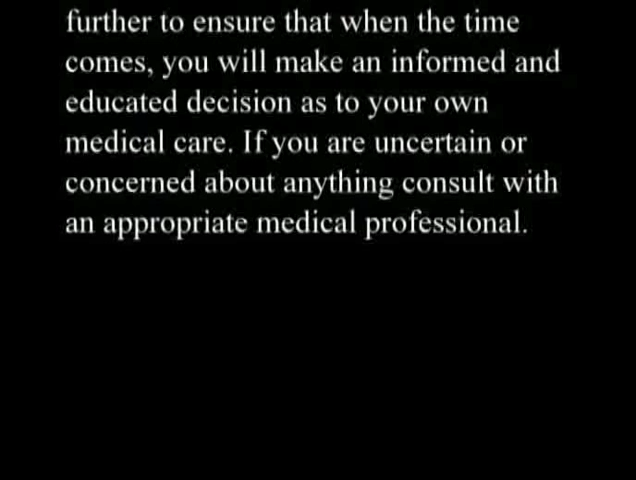 further to ensure that when the time
comes, you will make an informed and
educated decision as to your own
medical care. If you are uncertain or
concerned about anything consult with
an appropriate medical professional.